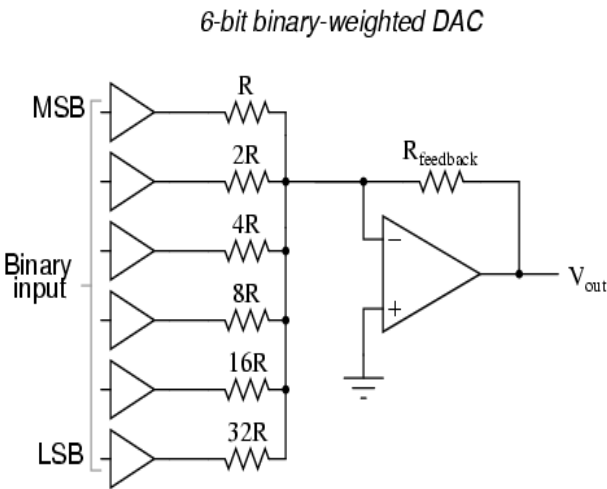 6-bit binary-weighted DAC
MSB
R
2R
Rfeedback
4R
Binary
input
8R
Vout
16R
LSB
32R
−
+